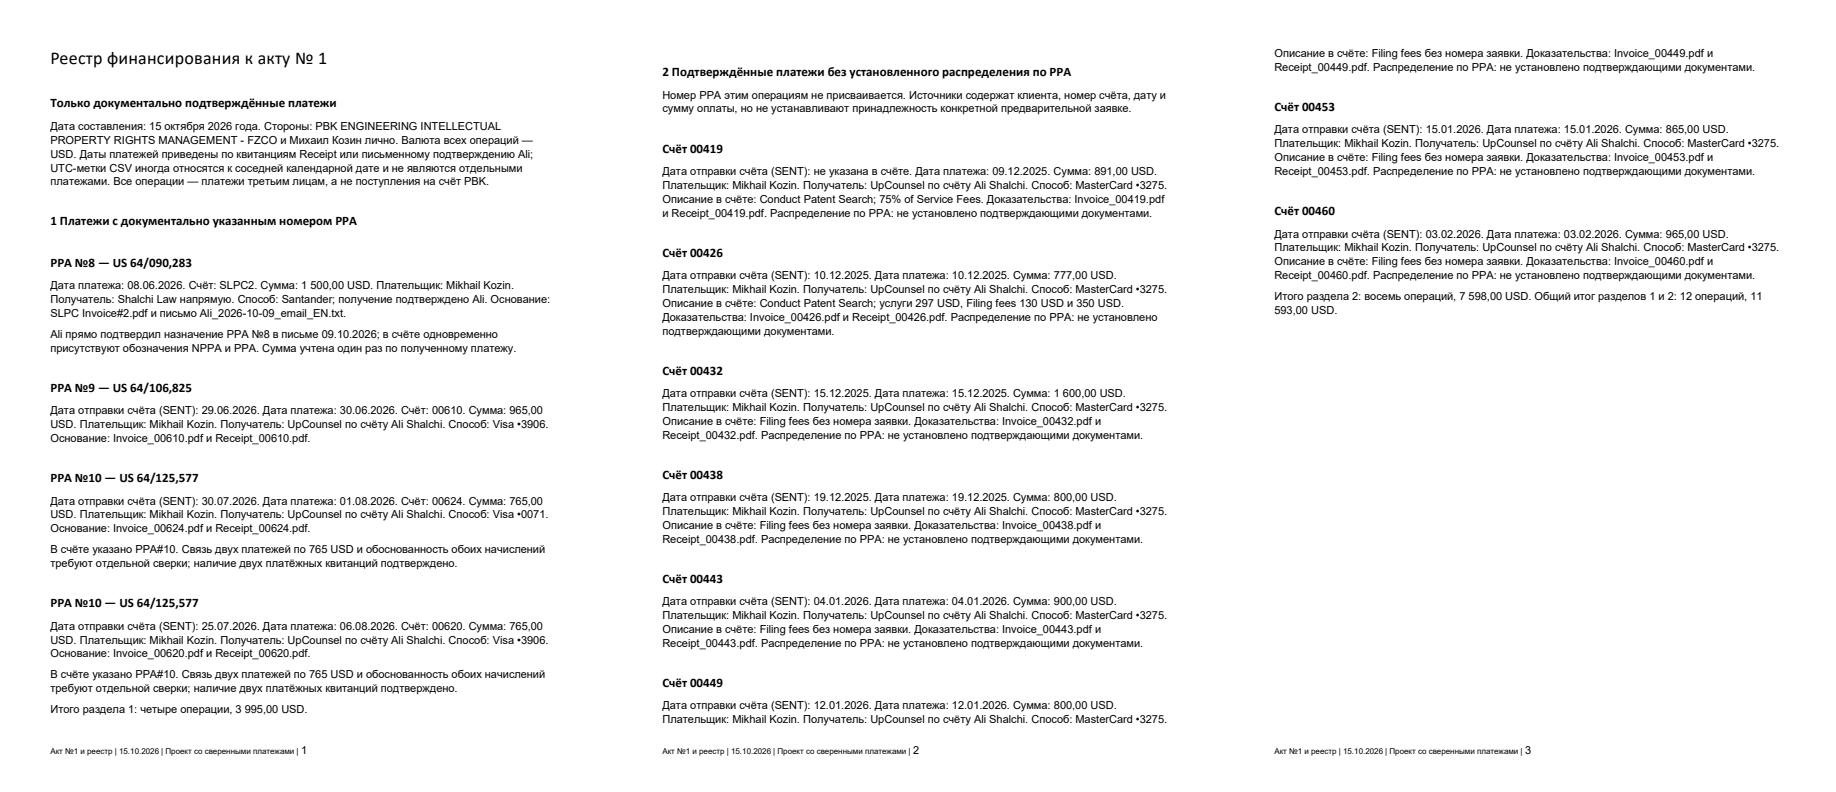 Реестр финансирования к акту № 1
Только документально подтверждённые платежи
Дата составления: 15 октября 2026 года. Стороны: PBK ENGINEERING INTELLECTUAL
PROPERTY RIGHTS MANAGEMENT - FZCO и Михаил Козин лично. Валюта всех операций —
USD. Даты платежей приведены по квитанциям Receipt или письменному подтверждению Ali;
UTC-метки CSV иногда относятся к соседней календарной дате и не являются отдельными
платежами. Все операции — платежи третьим лицам, а не поступления на счёт PBK.
1 Платежи с документально указанным номером PPA
PPA №8 — US 64/090,283
Дата платежа: 08.06.2026. Счёт: SLPC2. Сумма: 1 500,00 USD. Плательщик: Mikhail Kozin.
Получатель: Shalchi Law напрямую. Способ: Santander; получение подтверждено Ali. Основание:
SLPC Invoice#2.pdf и письмо Ali_2026-10-09_email_EN.txt.
Ali прямо подтвердил назначение PPA №8 в письме 09.10.2026; в счёте одновременно
присутствуют обозначения NPPA и PPA. Сумма учтена один раз по полученному платежу.
PPA №9 — US 64/106,825
Дата отправки счёта (SENT): 29.06.2026. Дата платежа: 30.06.2026. Счёт: 00610. Сумма: 965,00
USD. Плательщик: Mikhail Kozin. Получатель: UpCounsel по счёту Ali Shalchi. Способ: Visa •3906.
Основание: Invoice_00610.pdf и Receipt_00610.pdf.
PPA №10 — US 64/125,577
Дата отправки счёта (SENT): 30.07.2026. Дата платежа: 01.08.2026. Счёт: 00624. Сумма: 765,00
USD. Плательщик: Mikhail Kozin. Получатель: UpCounsel по счёту Ali Shalchi. Способ: Visa •0071.
Основание: Invoice_00624.pdf и Receipt_00624.pdf.
В счёте указано PPA#10. Связь двух платежей по 765 USD и обоснованность обоих начислений
требуют отдельной сверки; наличие двух платёжных квитанций подтверждено.
PPA №10 — US 64/125,577
Дата отправки счёта (SENT): 25.07.2026. Дата платежа: 06.08.2026. Счёт: 00620. Сумма: 765,00
USD. Плательщик: Mikhail Kozin. Получатель: UpCounsel по счёту Ali Shalchi. Способ: Visa •3906.
Основание: Invoice_00620.pdf и Receipt_00620.pdf.
В счёте указано PPA#10. Связь двух платежей по 765 USD и обоснованность обоих начислений
требуют отдельной сверки; наличие двух платёжных квитанций подтверждено.
Итого раздела 1: четыре операции, 3 995,00 USD.
Акт №1 и реестр | 15.10.2026 | Проект со сверенными платежами | 1
2 Подтверждённые платежи без установленного распределения по PPA
Номер PPA этим операциям не присваивается. Источники содержат клиента, номер счёта, дату и
сумму оплаты, но не устанавливают принадлежность конкретной предварительной заявке.
Счёт 00419
Дата отправки счёта (SENT): не указана в счёте. Дата платежа: 09.12.2025. Сумма: 891,00 USD.
Плательщик: Mikhail Kozin. Получатель: UpCounsel по счёту Ali Shalchi. Способ: MasterCard •3275.
Описание в счёте: Conduct Patent Search; 75% of Service Fees. Доказательства: Invoice_00419.pdf
и Receipt_00419.pdf. Распределение по PPA: не установлено подтверждающими документами.
Счёт 00426
Дата отправки счёта (SENT): 10.12.2025. Дата платежа: 10.12.2025. Сумма: 777,00 USD.
Плательщик: Mikhail Kozin. Получатель: UpCounsel по счёту Ali Shalchi. Способ: MasterCard •3275.
Описание в счёте: Conduct Patent Search; услуги 297 USD, Filing fees 130 USD и 350 USD.
Доказательства: Invoice_00426.pdf и Receipt_00426.pdf. Распределение по PPA: не установлено
подтверждающими документами.
Счёт 00432
Дата отправки счёта (SENT): 15.12.2025. Дата платежа: 15.12.2025. Сумма: 1 600,00 USD.
Плательщик: Mikhail Kozin. Получатель: UpCounsel по счёту Ali Shalchi. Способ: MasterCard •3275.
Описание в счёте: Filing fees без номера заявки. Доказательства: Invoice_00432.pdf и
Receipt_00432.pdf. Распределение по PPA: не установлено подтверждающими документами.
Счёт 00438
Дата отправки счёта (SENT): 19.12.2025. Дата платежа: 19.12.2025. Сумма: 800,00 USD.
Плательщик: Mikhail Kozin. Получатель: UpCounsel по счёту Ali Shalchi. Способ: MasterCard •3275.
Описание в счёте: Filing fees без номера заявки. Доказательства: Invoice_00438.pdf и
Receipt_00438.pdf. Распределение по PPA: не установлено подтверждающими документами.
Счёт 00443
Дата отправки счёта (SENT): 04.01.2026. Дата платежа: 04.01.2026. Сумма: 900,00 USD.
Плательщик: Mikhail Kozin. Получатель: UpCounsel по счёту Ali Shalchi. Способ: MasterCard •3275.
Описание в счёте: Filing fees без номера заявки. Доказательства: Invoice_00443.pdf и
Receipt_00443.pdf. Распределение по PPA: не установлено подтверждающими документами.
Счёт 00449
Дата отправки счёта (SENT): 12.01.2026. Дата платежа: 12.01.2026. Сумма: 800,00 USD.
Плательщик: Mikhail Kozin. Получатель: UpCounsel по счёту Ali Shalchi. Способ: MasterCard •3275.
Акт №1 и реестр | 15.10.2026 | Проект со сверенными платежами | 2
Описание в счёте: Filing fees без номера заявки. Доказательства: Invoice_00449.pdf и
Receipt_00449.pdf. Распределение по PPA: не установлено подтверждающими документами.
Счёт 00453
Дата отправки счёта (SENT): 15.01.2026. Дата платежа: 15.01.2026. Сумма: 865,00 USD.
Плательщик: Mikhail Kozin. Получатель: UpCounsel по счёту Ali Shalchi. Способ: MasterCard •3275.
Описание в счёте: Filing fees без номера заявки. Доказательства: Invoice_00453.pdf и
Receipt_00453.pdf. Распределение по PPA: не установлено подтверждающими документами.
Счёт 00460
Дата отправки счёта (SENT): 03.02.2026. Дата платежа: 03.02.2026. Сумма: 965,00 USD.
Плательщик: Mikhail Kozin. Получатель: UpCounsel по счёту Ali Shalchi. Способ: MasterCard •3275.
Описание в счёте: Filing fees без номера заявки. Доказательства: Invoice_00460.pdf и
Receipt_00460.pdf. Распределение по PPA: не установлено подтверждающими документами.
Итого раздела 2: восемь операций, 7 598,00 USD. Общий итог разделов 1 и 2: 12 операций, 11
593,00 USD.
Акт №1 и реестр | 15.10.2026 | Проект со сверенными платежами | 3